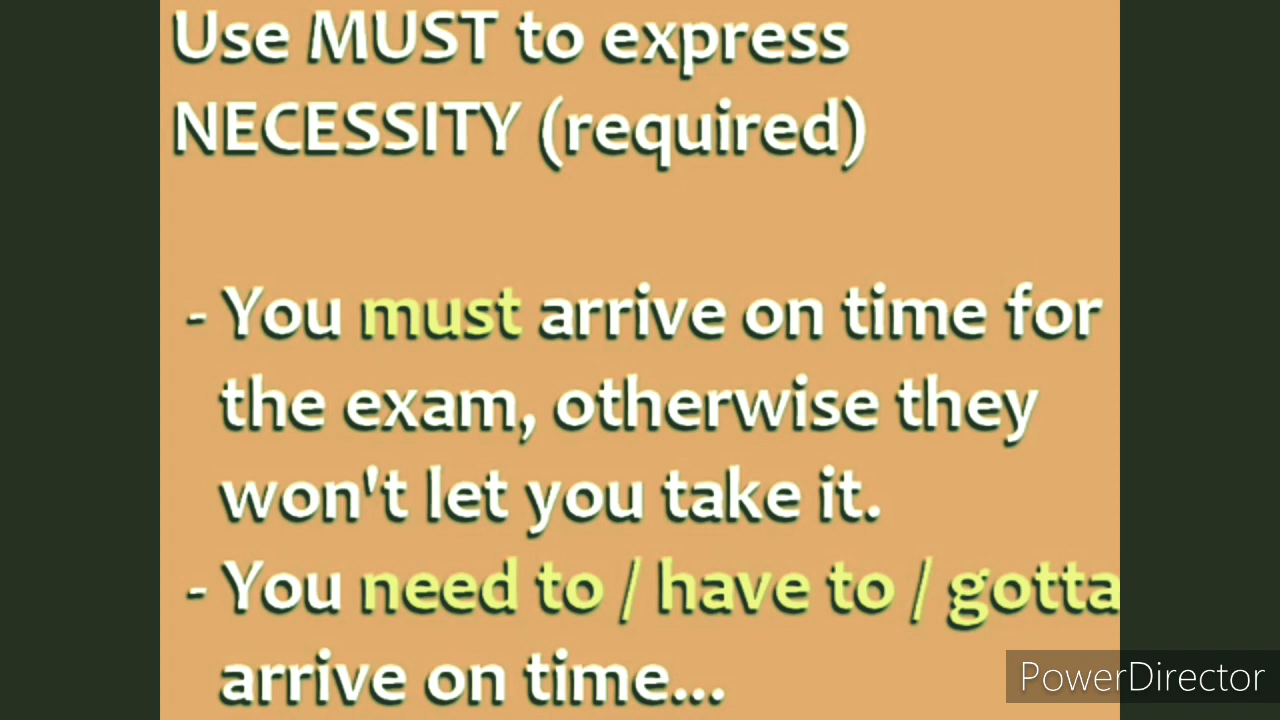 Use MUST to express
NECESSITY (required)
- You must arrive on time for
the exam, otherwise they
won't let you take it.
- You need to / have to / gotta
arrive on time...
PowerDirector